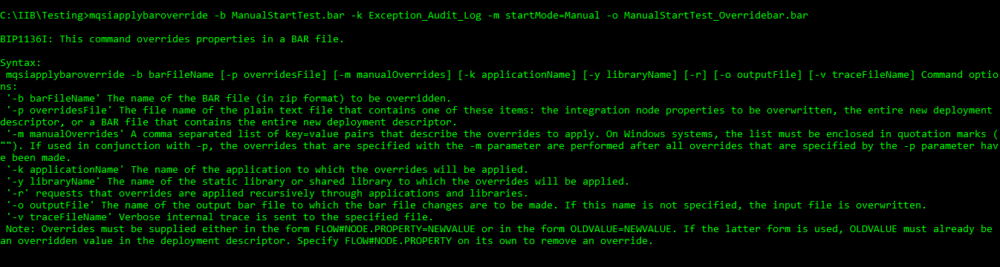 C:\IIB\Testing>mqsiapplybaroverride -b ManualStartTest.bar -k Exception_Audit_Log -m startMode=Manual -o ManualStartTest_Overridebar.bar
BIP1136I: This command overrides properties in a BAR file.
Syntax:
mqsiapplybaroverride -b barFileName [-p overridesFile] [-m manualOverrides] [-k applicationName] [-y libraryName] [-r] [-o outputFile] [-v traceFileName] Command optio
ns:
'-b barFileName' The name of the BAR file (in zip format) to be overridden.
'-p overridesFile' The file name of the plain text file that contains one of these items: the integration node properties to be overwritten, the entire new deployment
descriptor, or a BAR file that contains the entire new deployment descriptor.
'-m manualOverrides' A comma separated list of key=value pairs that describe the overrides to apply. On Windows systems, the list must be enclosed in quotation marks (
""). If used in conjunction with -p, the overrides that are specified with the -m parameter are performed after all overrides that are specified by the -p parameter hav
e been made.
'-k applicationName' The name of the application to which the overrides will be applied.
'-y libraryName' The name of the static library or shared library to which the overrides will be applied.
'-r' requests that overrides are applied recursively through applications and libraries.
'-o outputFile' The name of the output bar file to which the bar file changes are to be made. If this name is not specified, the input file is overwritten.
'-v traceFileName' Verbose internal trace is sent to the specified file.
Note: Overrides must be supplied either in the form FLOW#NODE.PROPERTY=NEWVALUE or in the form OLDVALUE=NEWVALUE. If the latter form is used, OLDVALUE must already be
an overridden value in the deployment descriptor. Specify FLOW#NODE.PROPERTY on its own to remove an override.